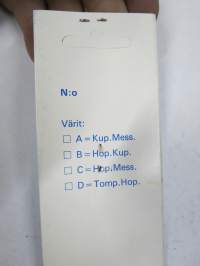 N:o
Värit:
☐ A = Kup.Mess.
☐ B = Hop.Kup.
☐ C = Hop.Mess.
☐ D = Tomp.Hop.